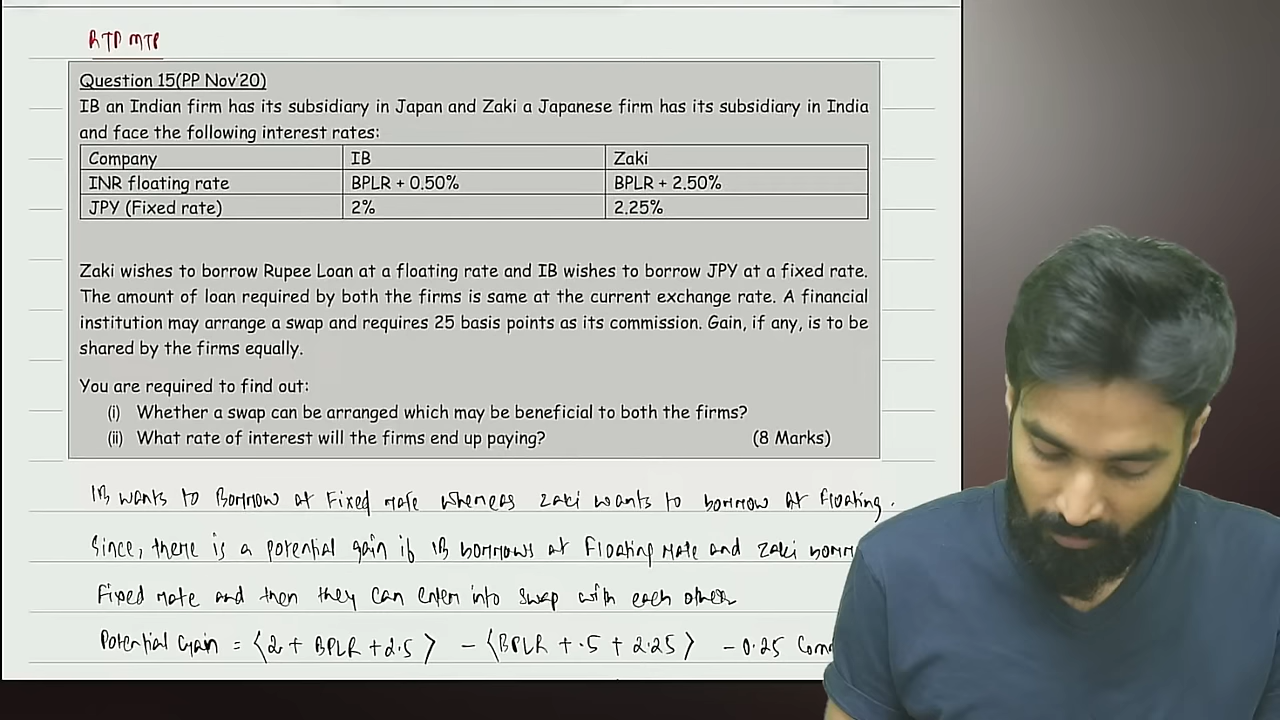 RTP MTP
Question 15(PP Nov'20)
IB an Indian firm has its subsidiary in Japan and Zaki a Japanese firm has its subsidiary in India
and face the following interest rates:
Company IB Zaki
INR floating rate BPLR + 0.50% BPLR + 2.50%
JPY (Fixed rate) 2% 2.25%
Zaki wishes to borrow Rupee Loan at a floating rate and IB wishes to borrow JPY at a fixed rate.
The amount of loan required by both the firms is same at the current exchange rate. A financial
institution may arrange a swap and requires 25 basis points as its commission. Gain, if any, is to be
shared by the firms equally.
You are required to find out:
(i) Whether a swap can be arranged which may be beneficial to both the firms?
(ii) What rate of interest will the firms end up paying? (8 Marks)
IB wants to Borrow at Fixed rate whereas Zaki wants to borrow at Floating.
Since, there is a potential gain if IB borrows at Floating rate and Zaki
Fixed rate and then they can enter into swap with each other
Potential Gain = (2 + BPLR + 2.5) - (BPLR + .5 + 2.25) - 0.25